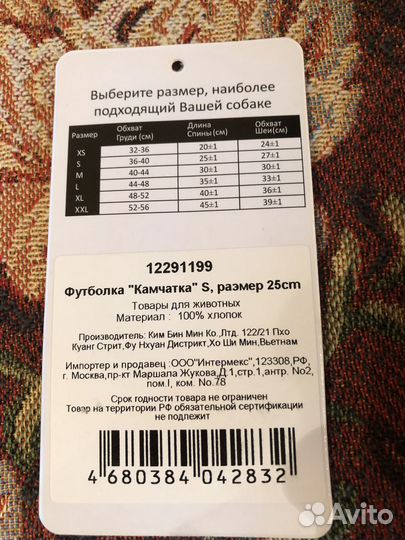 Выберите размер, наиболее
подходящий Вашей собаке
Размер Обхват Груди (см) Длина Спины (см) Обхват Шеи(см)
XS 32-36 20±1 24±1
S 36-40 25±1 27±1
M 40-44 30±1 30±1
L 44-48 35±1 33±1
XL 48-52 40±1 36±1
XXL 52-56 45±1 39±1
12291199
Футболка "Камчатка" S, размер 25cm
Товары для животных
Материал : 100% хлопок
Производитель: Ким Бин Мин Ко.,Лтд. 122/21 Пхо
Куанг Стрит,Фу Нхуан Дистрикт,Хо Ши Мин,Вьетнам
Импортер и продавец :ООО"Интермекс",123308,РФ,
г. Москва,пр-кт Маршала Жукова,Д.1,стр.1,антр. No2,
пом.I, ком. No.78
Срок годности товара не ограничен
Товар на территории РФ обязательной сертификации
не подлежит
4 680384 042832
Avito